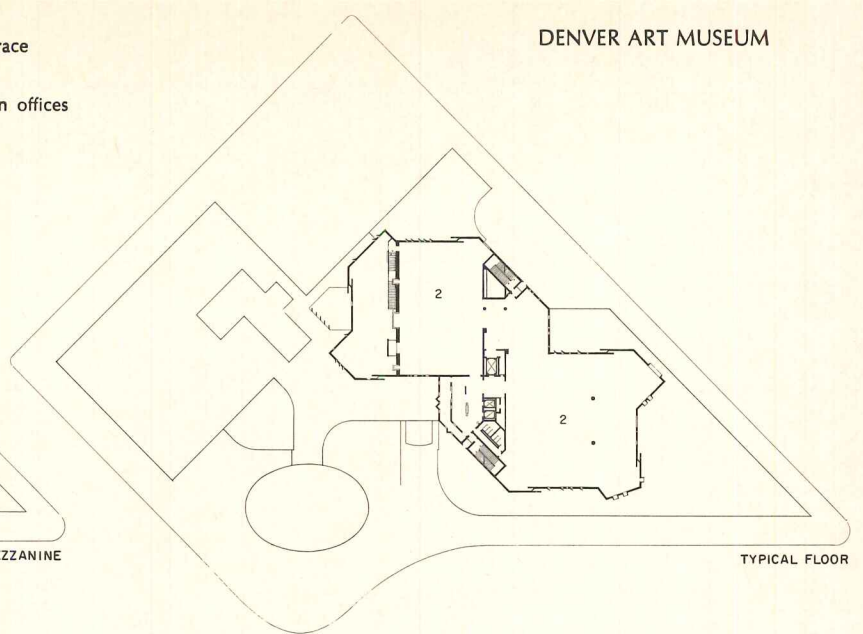 DENVER ART MUSEUM
race
n offices
2
2
ZZANINE
TYPICAL FLOOR